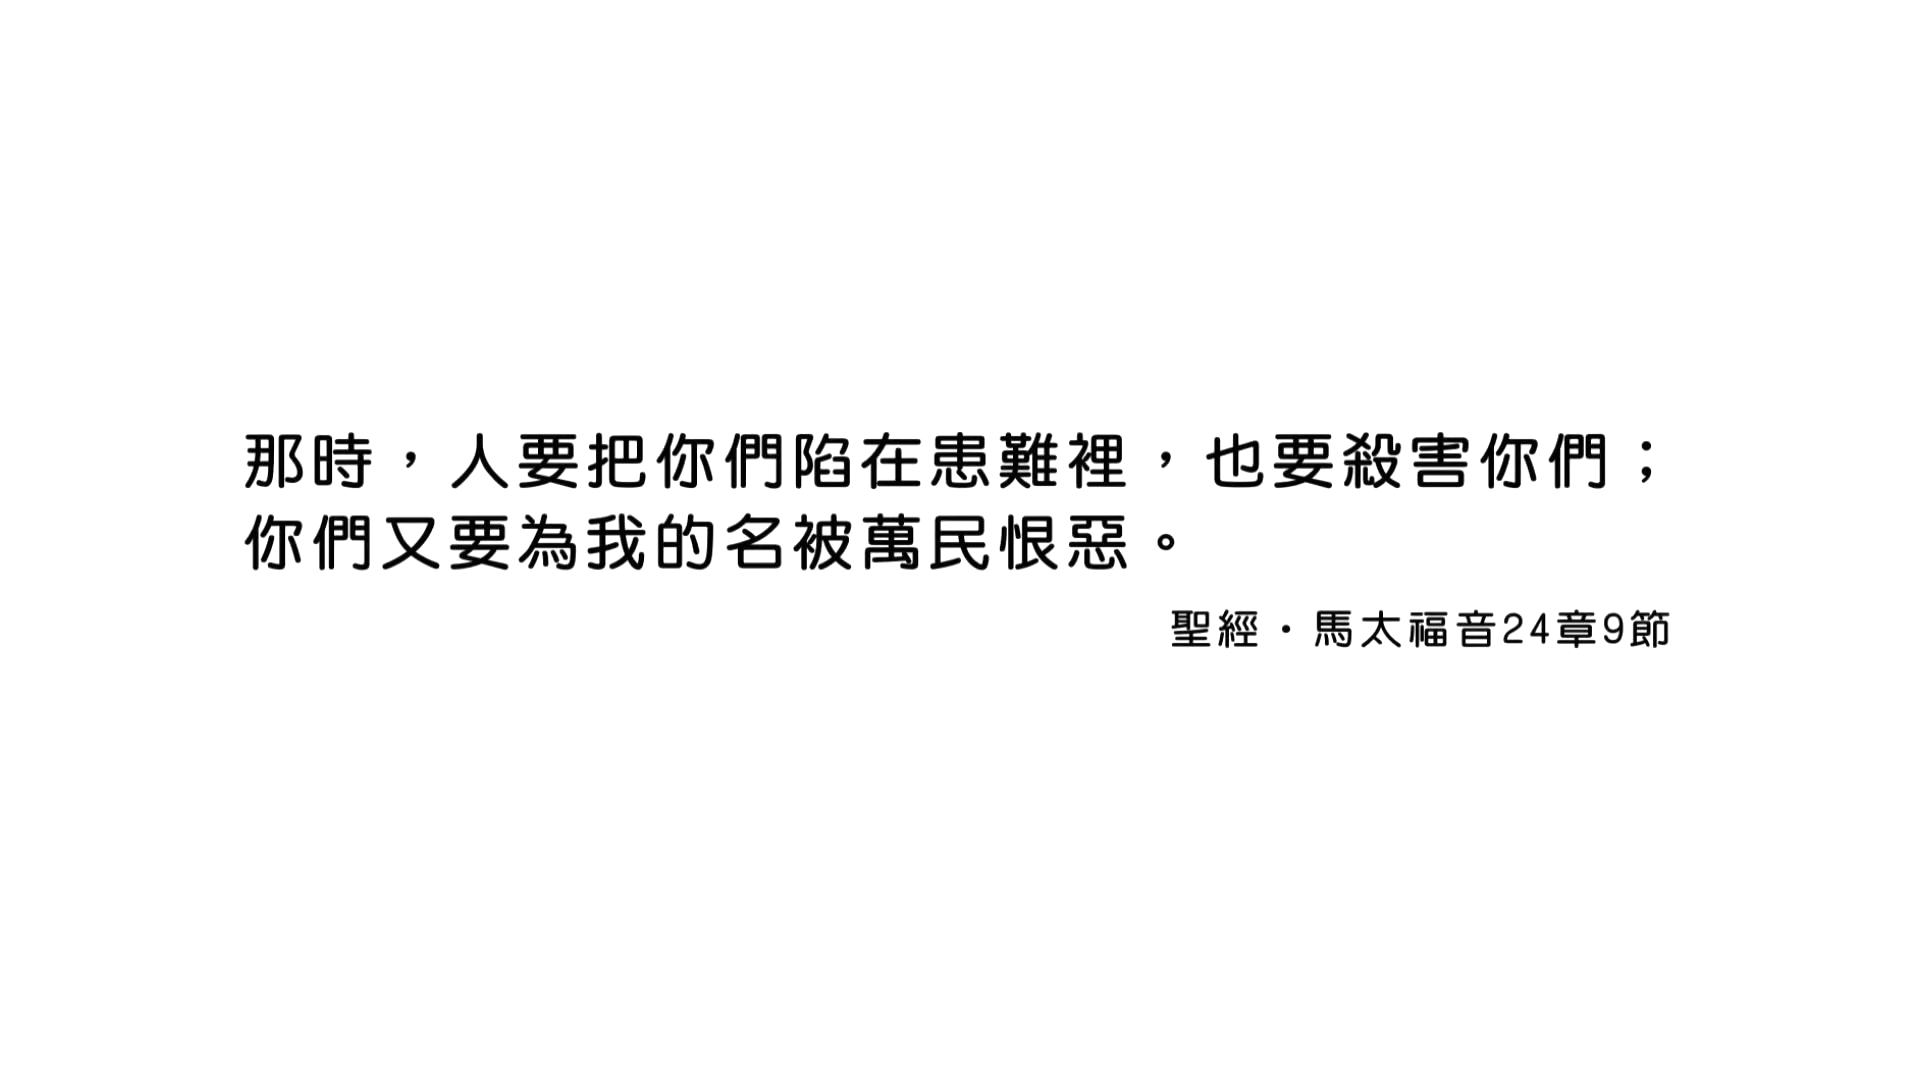 那時，人要把你們陷在患難裡，也要殺害你們；
你們又要為我的名被萬民恨惡。
聖經．馬太福音24章9節